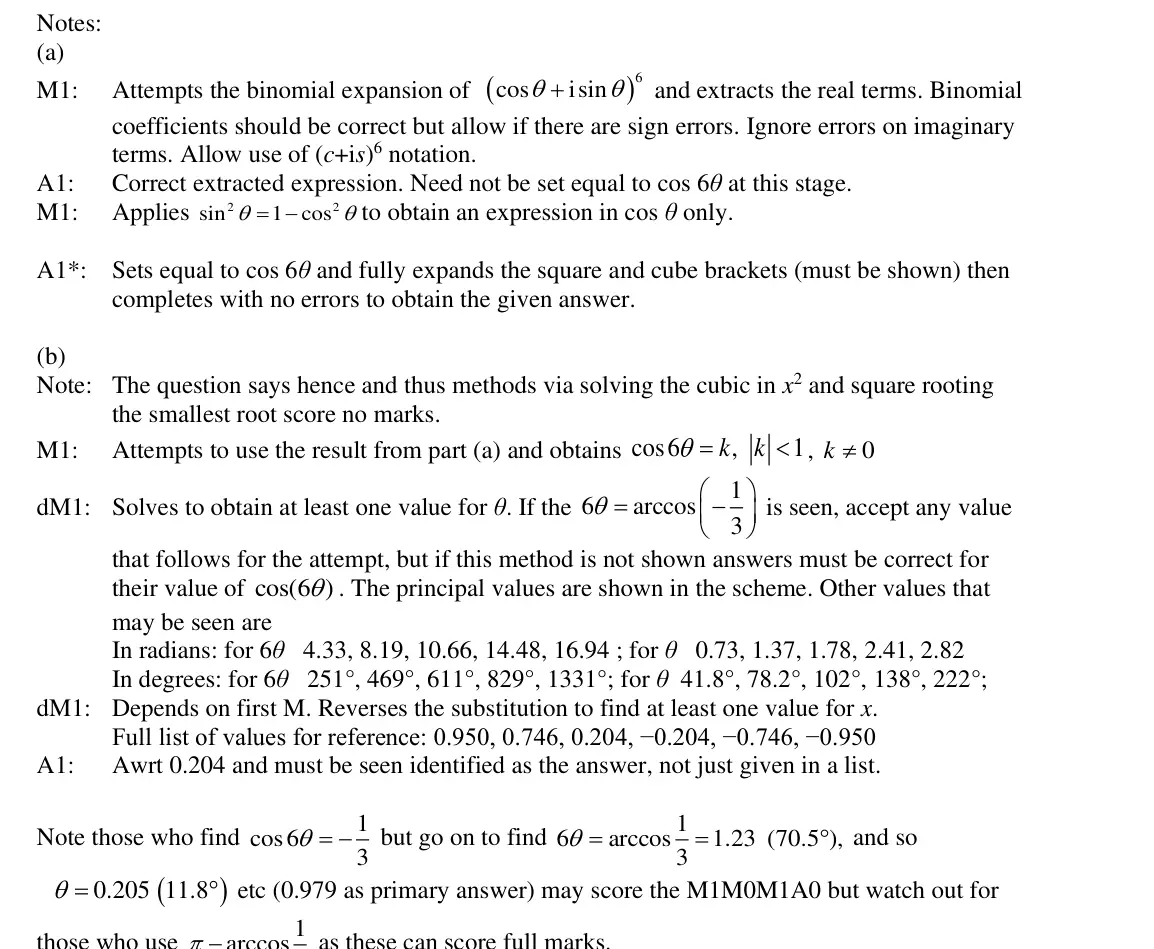 Notes:
(a)
M1: Attempts the binomial expansion of (cos θ + i sin θ)⁶ and extracts the real terms. Binomial
coefficients should be correct but allow if there are sign errors. Ignore errors on imaginary
terms. Allow use of (c+is)⁶ notation.
A1: Correct extracted expression. Need not be set equal to cos 6θ at this stage.
M1: Applies sin² θ = 1 − cos² θ to obtain an expression in cos θ only.
A1*: Sets equal to cos 6θ and fully expands the square and cube brackets (must be shown) then
completes with no errors to obtain the given answer.
(b)
Note: The question says hence and thus methods via solving the cubic in x² and square rooting
the smallest root score no marks.
M1: Attempts to use the result from part (a) and obtains cos 6θ = k, |k| < 1, k ≠ 0
dM1: Solves to obtain at least one value for θ. If the 6θ = arccos(−1/3) is seen, accept any value
that follows for the attempt, but if this method is not shown answers must be correct for
their value of cos(6θ). The principal values are shown in the scheme. Other values that
may be seen are
In radians: for 6θ 4.33, 8.19, 10.66, 14.48, 16.94 ; for θ 0.73, 1.37, 1.78, 2.41, 2.82
In degrees: for 6θ 251°, 469°, 611°, 829°, 1331°; for θ 41.8°, 78.2°, 102°, 138°, 222°;
dM1: Depends on first M. Reverses the substitution to find at least one value for x.
Full list of values for reference: 0.950, 0.746, 0.204, −0.204, −0.746, −0.950
A1: Awrt 0.204 and must be seen identified as the answer, not just given in a list.
Note those who find cos 6θ = −1/3 but go on to find 6θ = arccos 1/3 = 1.23 (70.5°), and so
θ = 0.205 (11.8°) etc (0.979 as primary answer) may score the M1M0M1A0 but watch out for
those who use π − arccos 1 as these can score full marks.